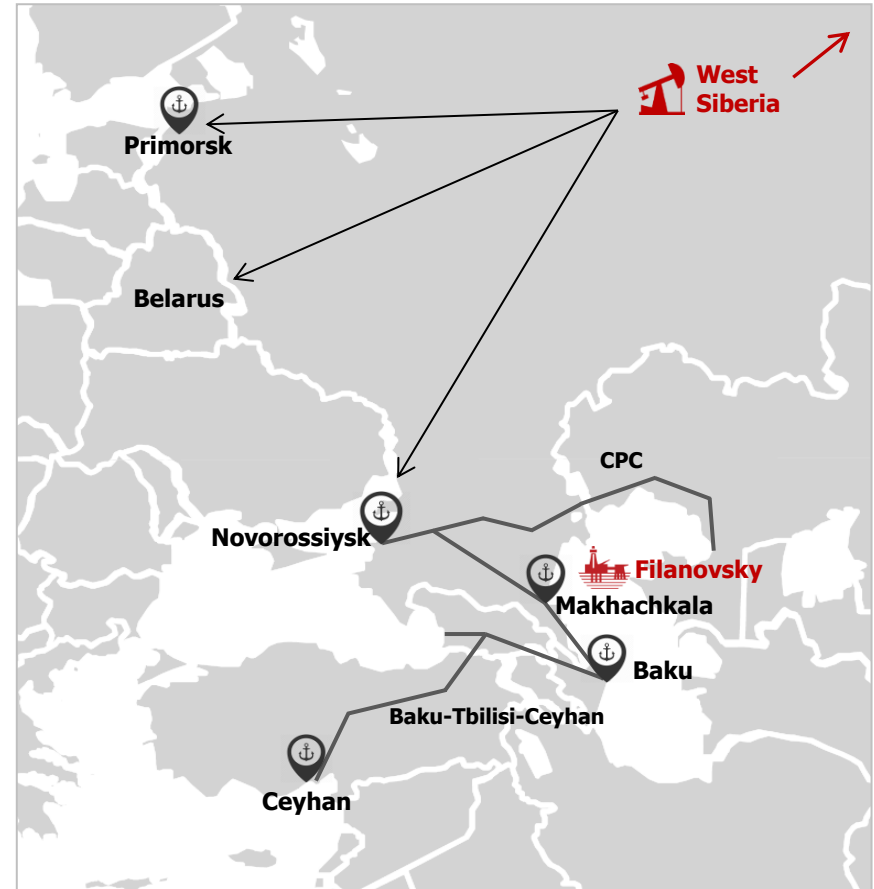 West
Siberia
Primorsk
Belarus
CPC
Novorossiysk
Filanovsky
Makhachkala
Baku
Baku-Tbilisi-Ceyhan
Ceyhan